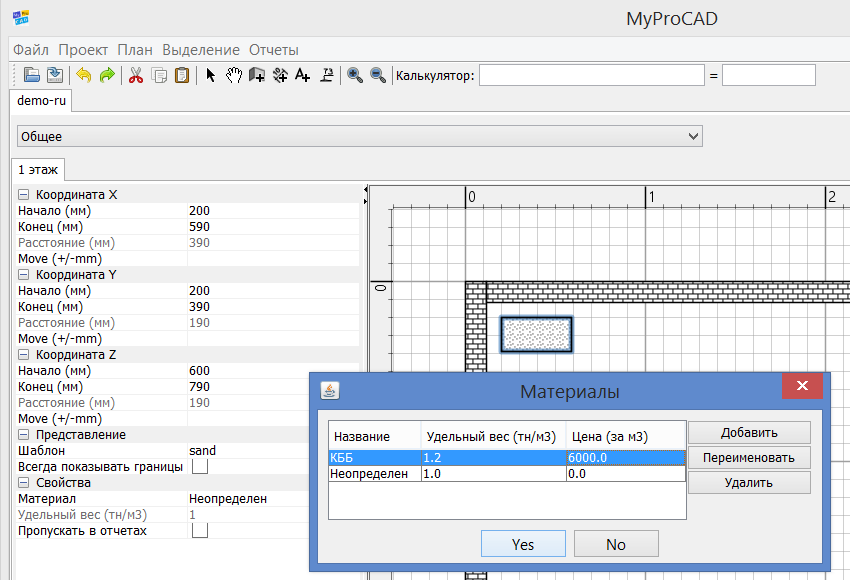 MyProCAD
Файл Проект План Выделение Отчеты
Калькулятор: =
demo-ru
Общее
1 этаж
0 1 2
0
Координата X
Начало (мм) 200
Конец (мм) 590
Расстояние (мм) 390
Move (+/-mm)
Координата Y
Начало (мм) 200
Конец (мм) 390
Расстояние (мм) 190
Move (+/-mm)
Координата Z
Начало (мм) 600
Конец (мм) 790
Расстояние (мм) 190
Move (+/-mm)
Представление
Шаблон sand
Всегда показывать границы
Свойства
Материал Неопределен
Удельный вес (тн/м3) 1
Пропускать в отчетах
Материалы
Название Удельный вес (тн/м3) Цена (за м3)
КББ 1.2 6000.0
Неопределен 1.0 0.0
Добавить
Переименовать
Удалить
Yes No